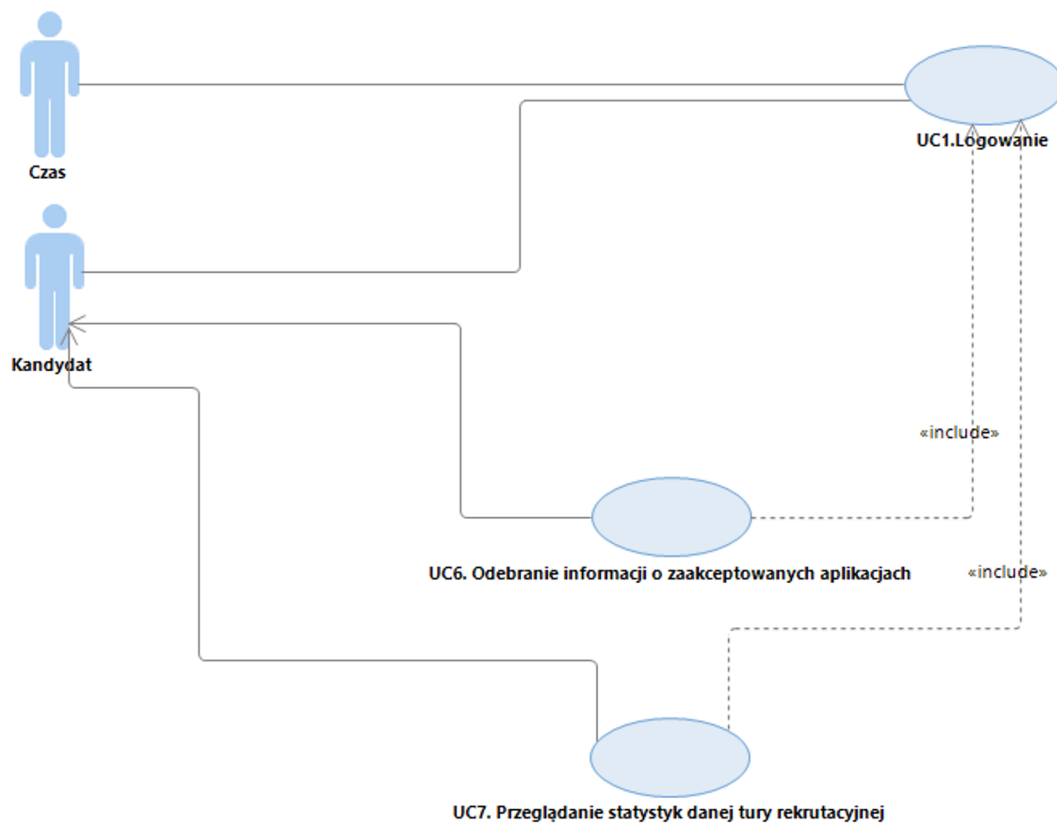 UC1.Logowanie
Czas
Kandydat
«include»
UC6. Odebranie informacji o zaakceptowanych aplikacjach
«include»
UC7. Przeglądanie statystyk danej tury rekrutacyjnej